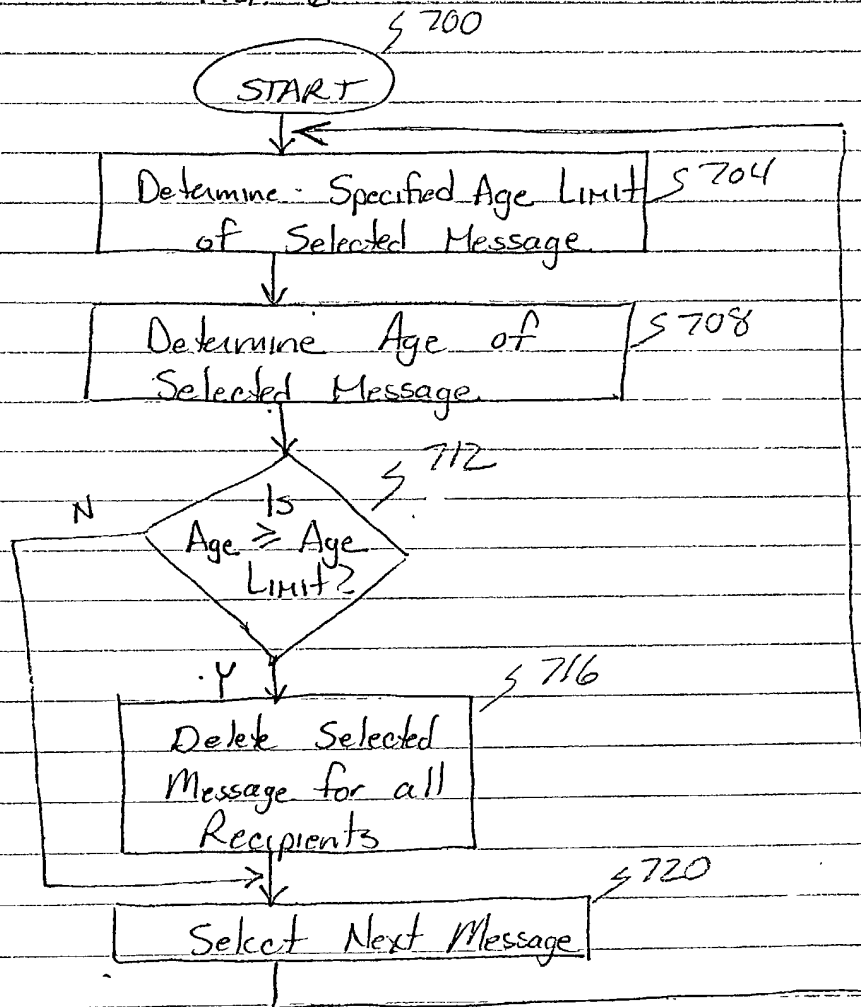 700
START
Determine Specified Age Limit
of Selected Message
704
Determine Age of
Selected Message
708
712
N
Is
Age ≥ Age
Limit?
Y
716
Delete Selected
Message for all
Recipients
720
Select Next Message